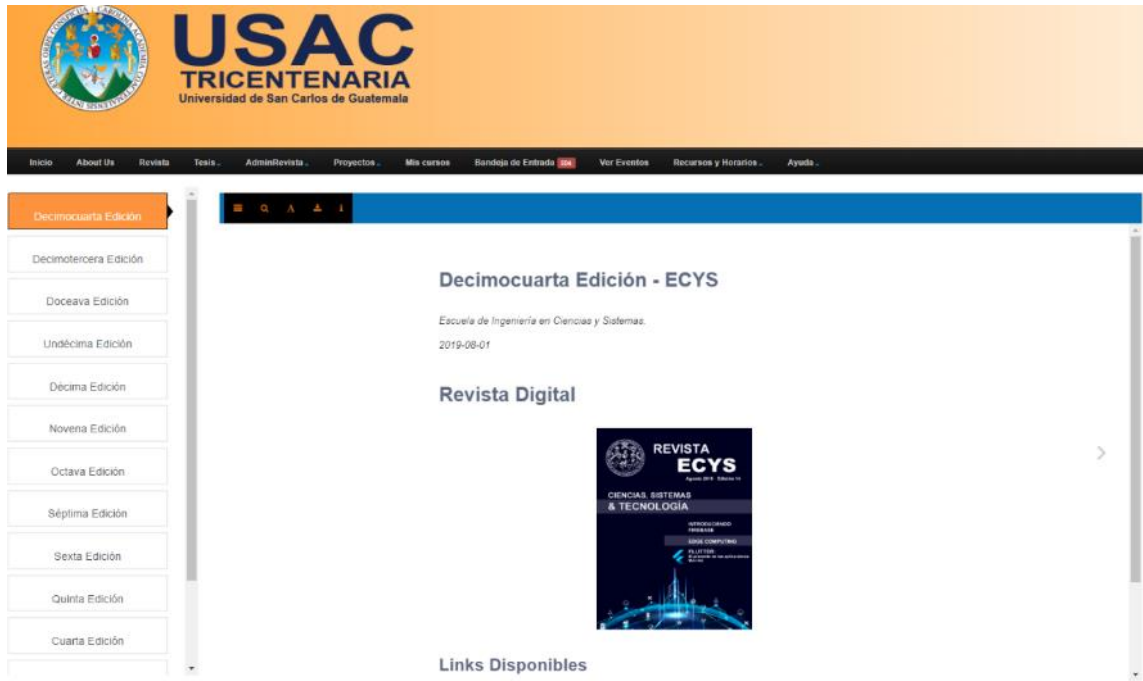 USAC
TRICENTENARIA
Universidad de San Carlos de Guatemala
Inicio About Us Revista Tesis AdminRevista Proyectos Mis cursos Bandeja de Entrada Ver Eventos Recursos y Horarios Ayuda
Decimocuarta Edición
Decimotercera Edición
Doceava Edición
Undécima Edición
Décima Edición
Novena Edición
Octava Edición
Séptima Edición
Sexta Edición
Quinta Edición
Cuarta Edición
Decimocuarta Edición - ECYS
Escuela de Ingeniería en Ciencias y Sistemas.
2019-08-01
Revista Digital
REVISTA
ECYS
CIENCIAS, SISTEMAS
& TECNOLOGÍA
INTRODUCIENDO
FIREBASE
EDGE COMPUTING
FLUTTER
Links Disponibles